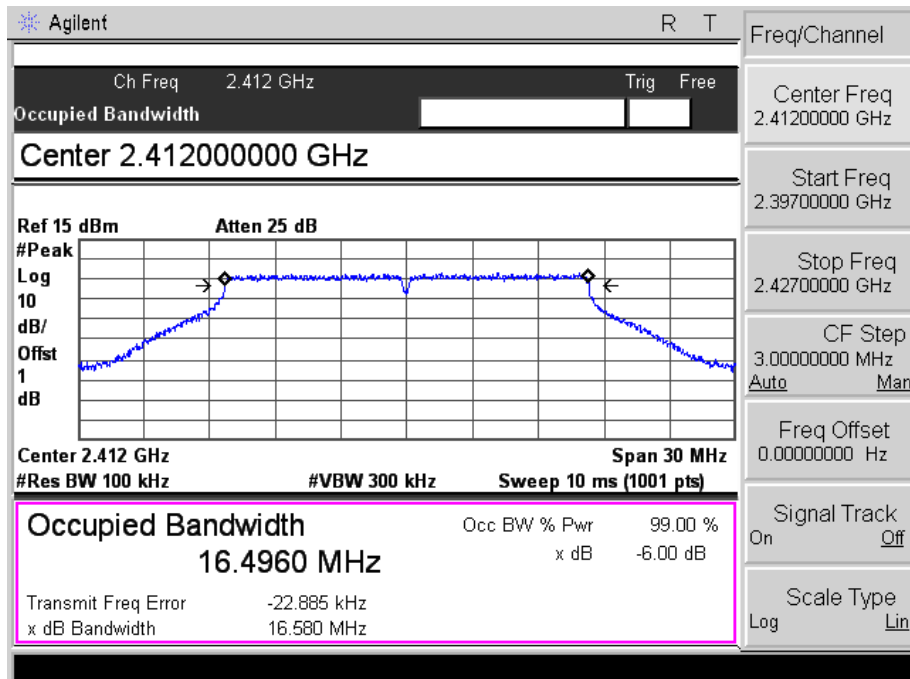 Agilent R T
Freq/Channel
Ch Freq 2.412 GHz Trig Free
Occupied Bandwidth
Center 2.412000000 GHz
Ref 15 dBm Atten 25 dB
#Peak
Log
10
dB/
Offst
1
dB
Center 2.412 GHz Span 30 MHz
#Res BW 100 kHz #VBW 300 kHz Sweep 10 ms (1001 pts)
Occupied Bandwidth
16.4960 MHz
Occ BW % Pwr 99.00 %
x dB -6.00 dB
Transmit Freq Error -22.885 kHz
x dB Bandwidth 16.580 MHz
Center Freq
2.41200000 GHz
Start Freq
2.39700000 GHz
Stop Freq
2.42700000 GHz
CF Step
3.00000000 MHz
Auto Man
Freq Offset
0.00000000 Hz
Signal Track
On Off
Scale Type
Log Lin